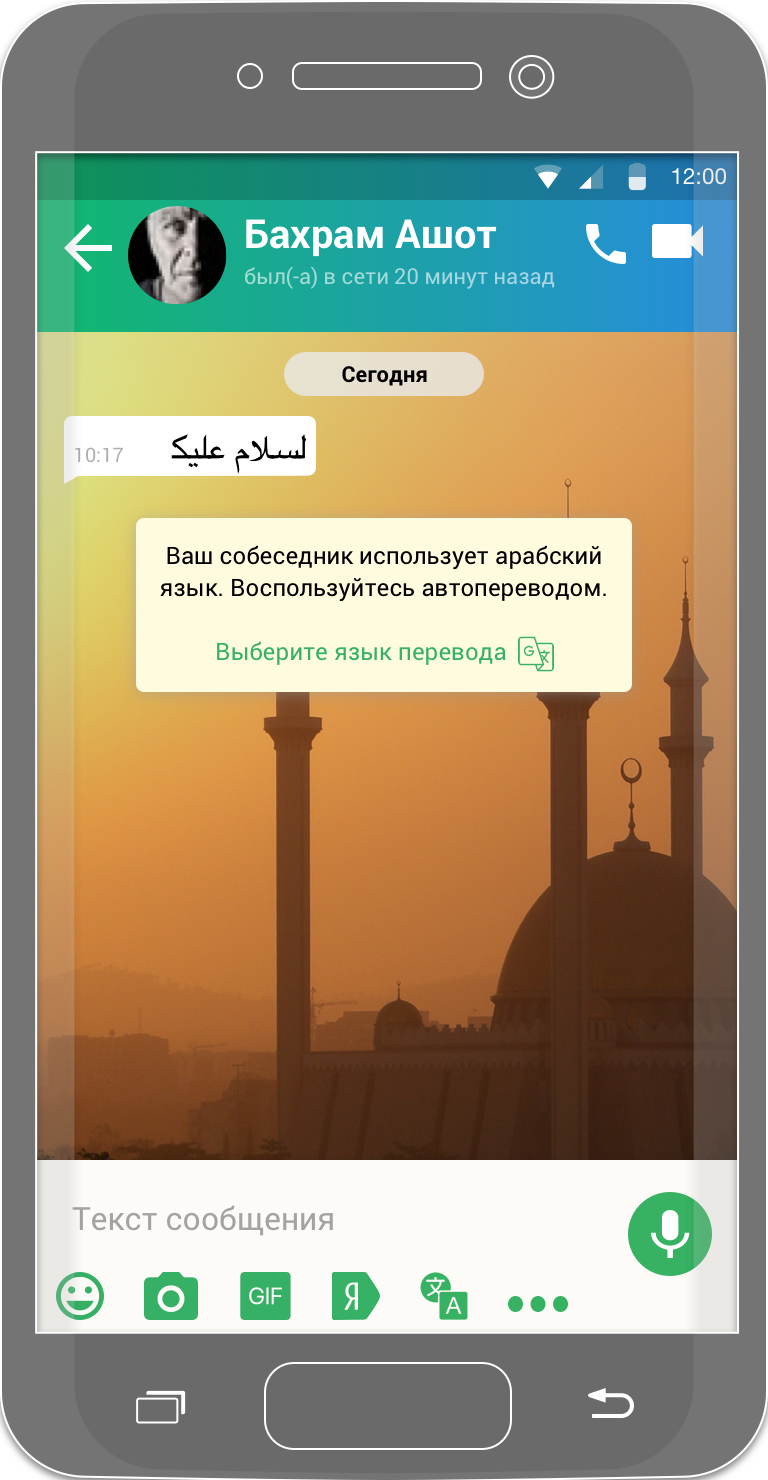 12:00
Бахрам Ашот
был(-а) в сети 20 минут назад
Сегодня
لسلام عليك
10:17
Ваш собеседник использует арабский
язык. Воспользуйтесь автопереводом.
Выберите язык перевода G 文
Текст сообщения
GIF Я 文 A